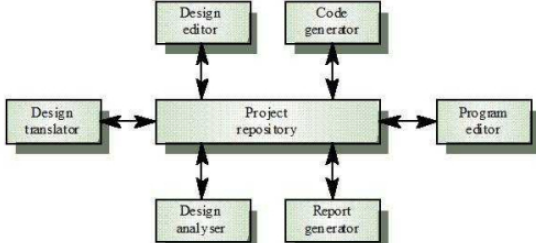 Design
editor
Code
generator
Design
translator
Project
repository
Program
editor
Design
analyser
Report
generator